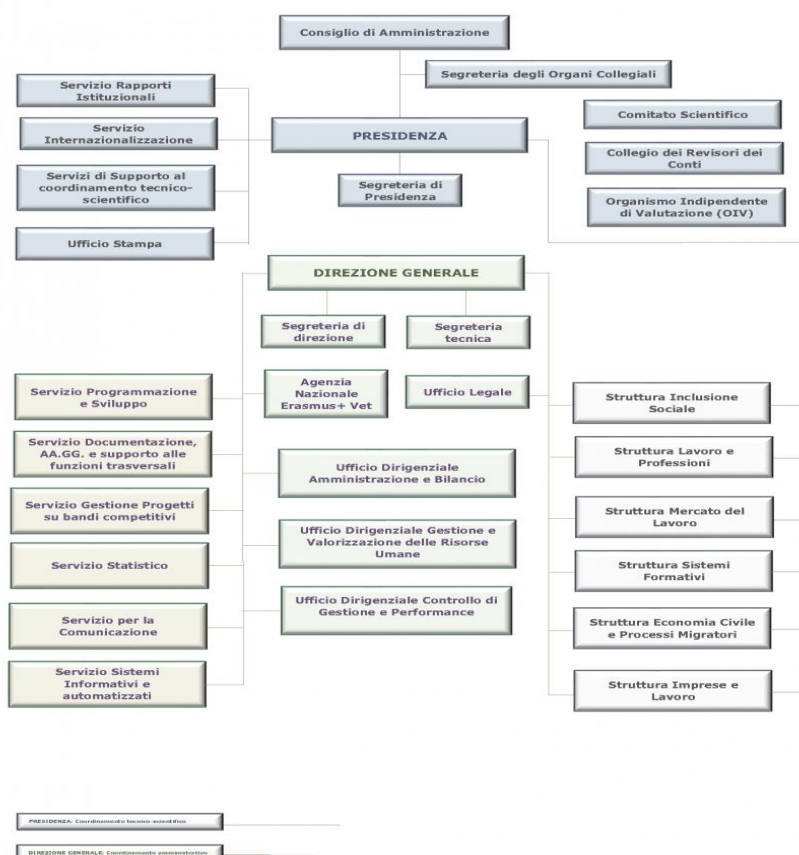 Consiglio di Amministrazione
Segreteria degli Organi Collegiali
Servizio Rapporti
Istituzionali
Comitato Scientifico
Servizio
Internazionalizzazione
PRESIDENZA
Collegio dei Revisori dei
Conti
Servizi di Supporto al
coordinamento tecnico-
scientifico
Segreteria di
Presidenza
Organismo Indipendente
di Valutazione (OIV)
Ufficio Stampa
DIREZIONE GENERALE
Segreteria di
direzione
Segreteria
tecnica
Agenzia
Nazionale
Erasmus+ Vet
Ufficio Legale
Servizio Programmazione
e Sviluppo
Struttura Inclusione
Sociale
Servizio Documentazione,
AA.GG. e supporto alle
funzioni trasversali
Ufficio Dirigenziale
Amministrazione e Bilancio
Struttura Lavoro e
Professioni
Servizio Gestione Progetti
su bandi competitivi
Struttura Mercato del
Lavoro
Ufficio Dirigenziale Gestione e
Valorizzazione delle Risorse
Umane
Servizio Statistico
Struttura Sistemi
Formativi
Ufficio Dirigenziale Controllo di
Gestione e Performance
Servizio per la
Comunicazione
Struttura Economia Civile
e Processi Migratori
Servizio Sistemi
Informativi e
automatizzati
Struttura Imprese e
Lavoro
PRESIDENZA: Coordinamento tecnico-scientifico
DIREZIONE GENERALE: Coordinamento amministrativo